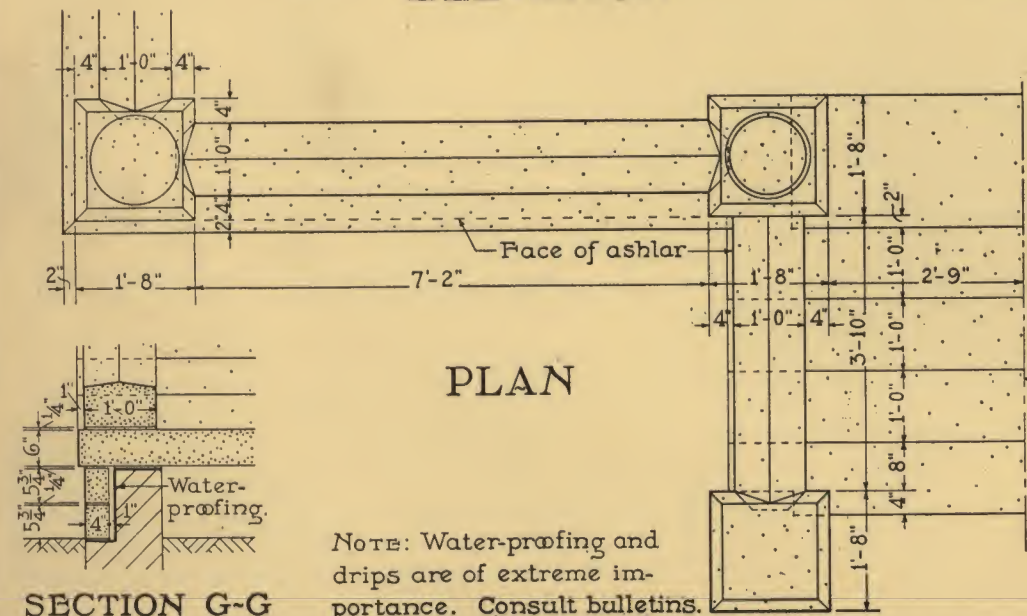 4" 1'-0" 4"
4"
1'-0"
4"
2"
1'-8"
2"
1'-0"
Face of ashlar
2" 1'-8" 7'-2" 1'-8" 2'-9"
4" 1'-0" 4"
3'-10"
1'-0"
1'-0"
8"
4"
1'-8"
PLAN
1" 1'-0"
1/4"
6"
5 3/4"
1/4"
5 3/4"
4" 1"
Water-
proofing.
SECTION G-G
NOTE: Water-proofing and
drips are of extreme im-
portance. Consult bulletins.